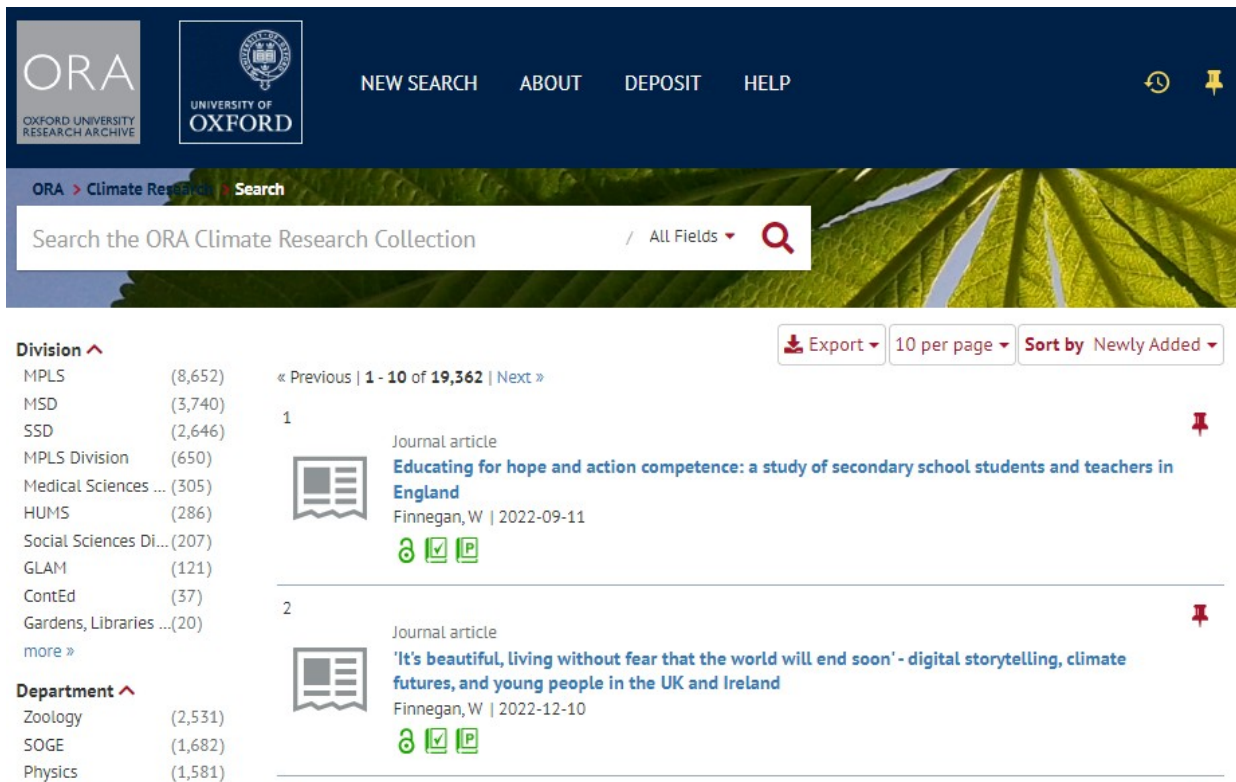 ORA
OXFORD UNIVERSITY
RESEARCH ARCHIVE
UNIVERSITY OF
OXFORD
NEW SEARCH ABOUT DEPOSIT HELP
ORA > Climate Research > Search
Search the ORA Climate Research Collection / All Fields
Export 10 per page Sort by Newly Added
Division
MPLS (8,652)
MSD (3,740)
SSD (2,646)
MPLS Division (650)
Medical Sciences ... (305)
HUMS (286)
Social Sciences Di... (207)
GLAM (121)
ContEd (37)
Gardens, Libraries ... (20)
more »
Department
Zoology (2,531)
SOGE (1,682)
Physics (1,581)
« Previous | 1 - 10 of 19,362 | Next »
1
Journal article
Educating for hope and action competence: a study of secondary school students and teachers in
England
Finnegan, W | 2022-09-11
2
Journal article
'It's beautiful, living without fear that the world will end soon' - digital storytelling, climate
futures, and young people in the UK and Ireland
Finnegan, W | 2022-12-10